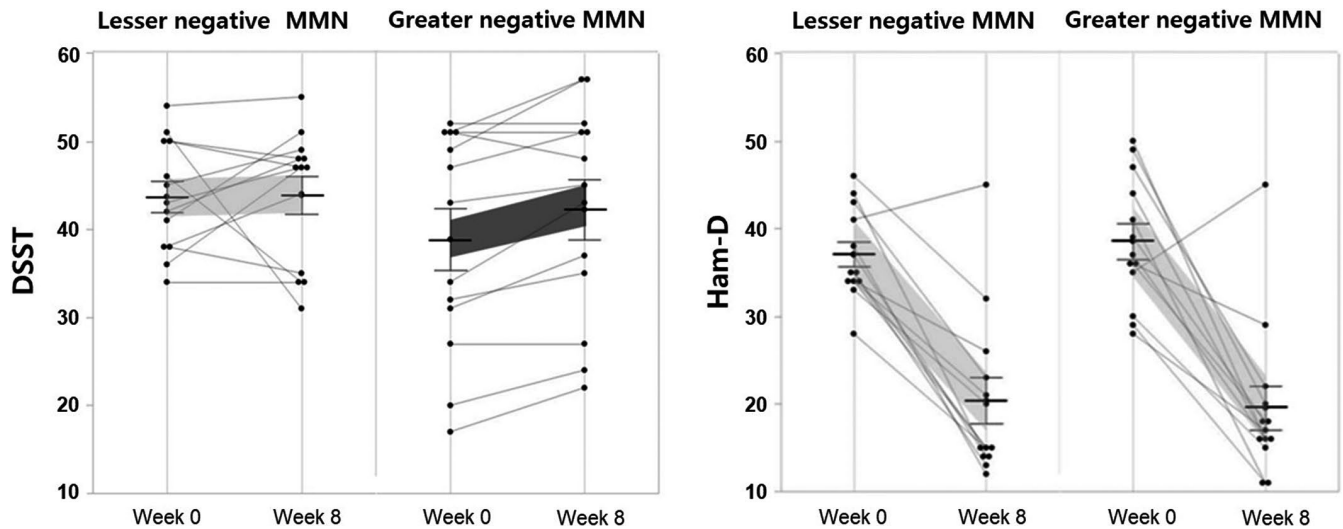 Lesser negative MMN
Greater negative MMN
DSST
60
50
40
30
20
10
Week 0
Week 8
Week 0
Week 8
Lesser negative MMN
Greater negative MMN
Ham-D
60
50
40
30
20
10
Week 0
Week 8
Week 0
Week 8